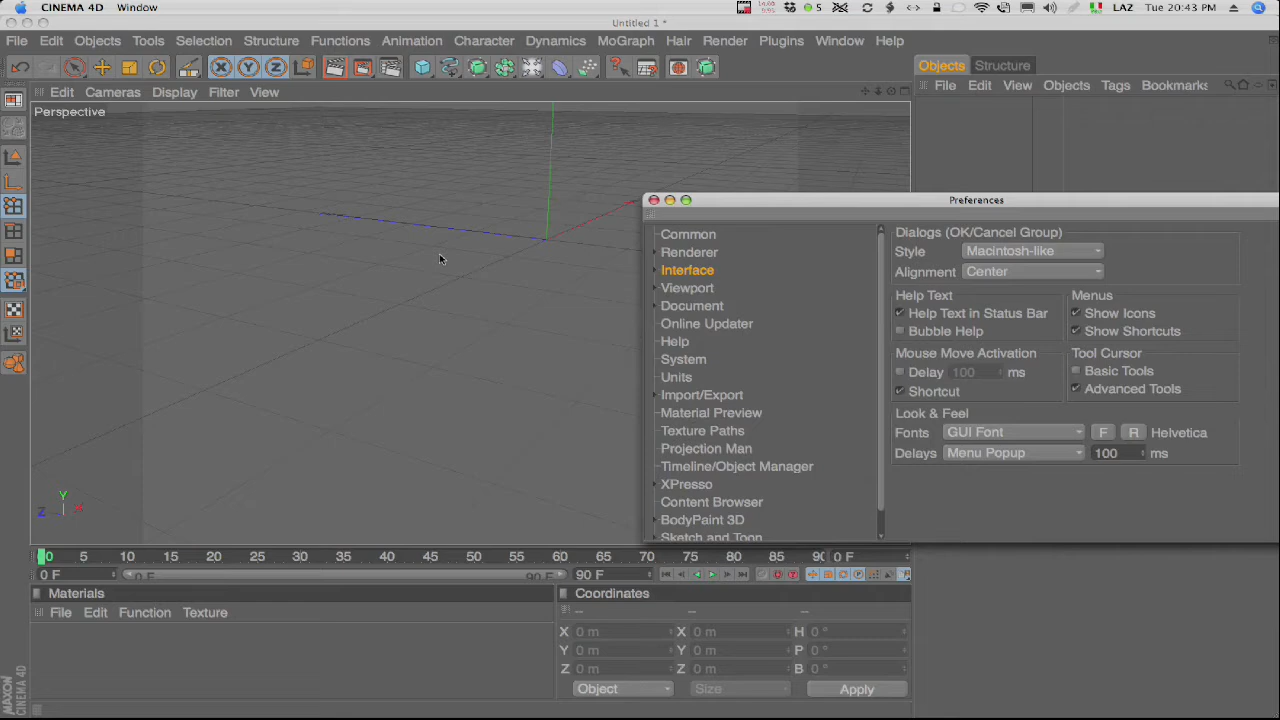 CINEMA 4D Window LAZ Tue 20:43 PM
Untitled 1 *
File Edit Objects Tools Selection Structure Functions Animation Character Dynamics MoGraph Hair Render Plugins Window Help
X Y Z
Objects Structure
File Edit View Objects Tags Bookmarks
Edit Cameras Display Filter View
Perspective
Preferences
Common
Renderer
Interface
Viewport
Document
Online Updater
Help
System
Units
Import/Export
Material Preview
Texture Paths
Projection Man
Timeline/Object Manager
XPresso
Content Browser
BodyPaint 3D
Sketch and Toon
Dialogs (OK/Cancel Group)
Style Macintosh-like
Alignment Center
Help Text
Help Text in Status Bar
Bubble Help
Menus
Show Icons
Show Shortcuts
Mouse Move Activation
Delay 100 ms
Shortcut
Tool Cursor
Basic Tools
Advanced Tools
Look & Feel
Fonts GUI Font F R Helvetica
Delays Menu Popup 100 ms
Y
Z X
0 5 10 15 20 25 30 35 40 45 50 55 60 65 70 75 80 85 90 0 F
0 F 0 F 90 F 90 F
Materials
File Edit Function Texture
Coordinates
-- -- --
X 0 m X 0 m H 0 °
Y 0 m Y 0 m P 0 °
Z 0 m Z 0 m B 0 °
Object Size Apply
MAXON
CINEMA 4D